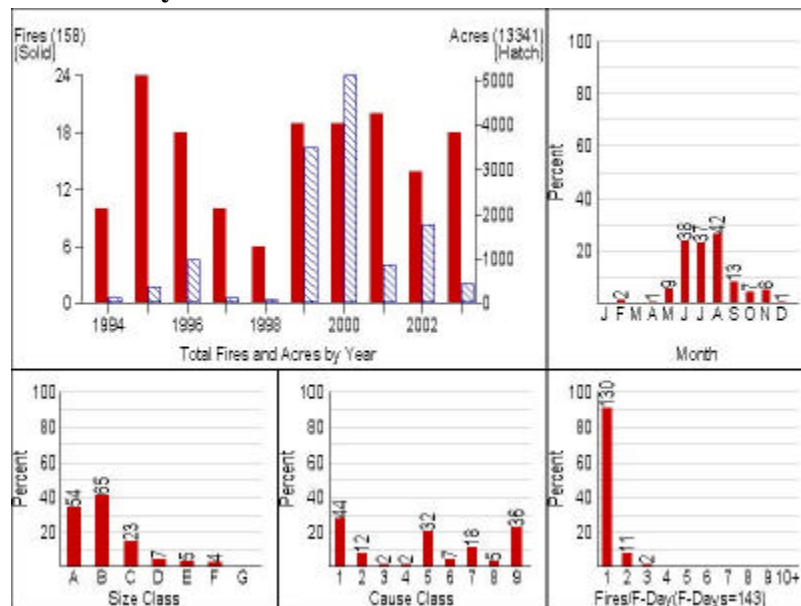 Fires (158)
[Solid]
Acres (13341)
[Hatch]
24
18
12
6
0
5000
4000
3000
2000
1000
0
1994 1996 1998 2000 2002
Total Fires and Acres by Year
100
80
60
40
20
Percent
2 1 9 38 37 42 13 7 8 1
J F M A M J J A S O N D
Month
100
80
60
40
20
Percent
54 65 23 7 5 4
A B C D E F G
Size Class
100
80
60
40
20
Percent
44 12 2 2 32 7 18 5 36
1 2 3 4 5 6 7 8 9
Cause Class
100
80
60
40
20
Percent
130 11 2
1 2 3 4 5 6 7 8 9 10+
Fires/F-Day(F-Days=143)